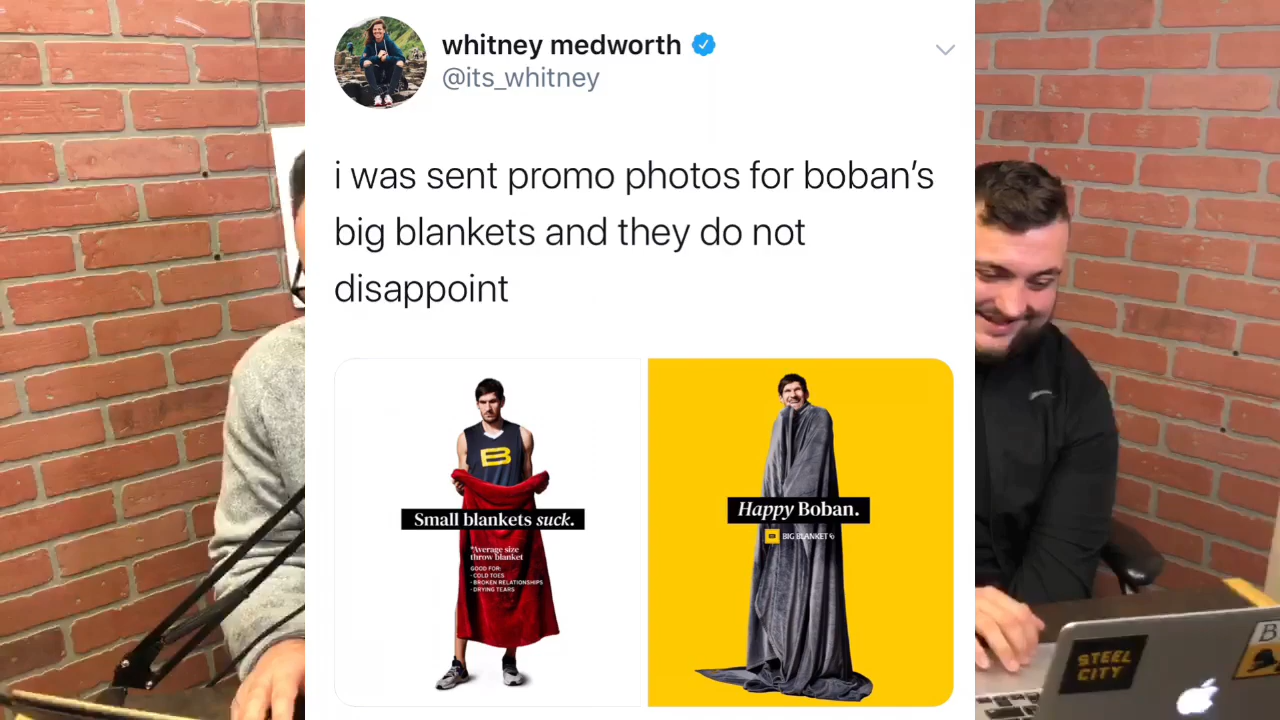 whitney medworth
@its_whitney
i was sent promo photos for boban's
big blankets and they do not
disappoint
B
Small blankets suck.
*Average size
throw blanket
GOOD FOR:
- COLD TOES
- BROKEN RELATIONSHIPS
- DRYING TEARS
Happy Boban.
BIG BLANKET
STEEL
CITY
B